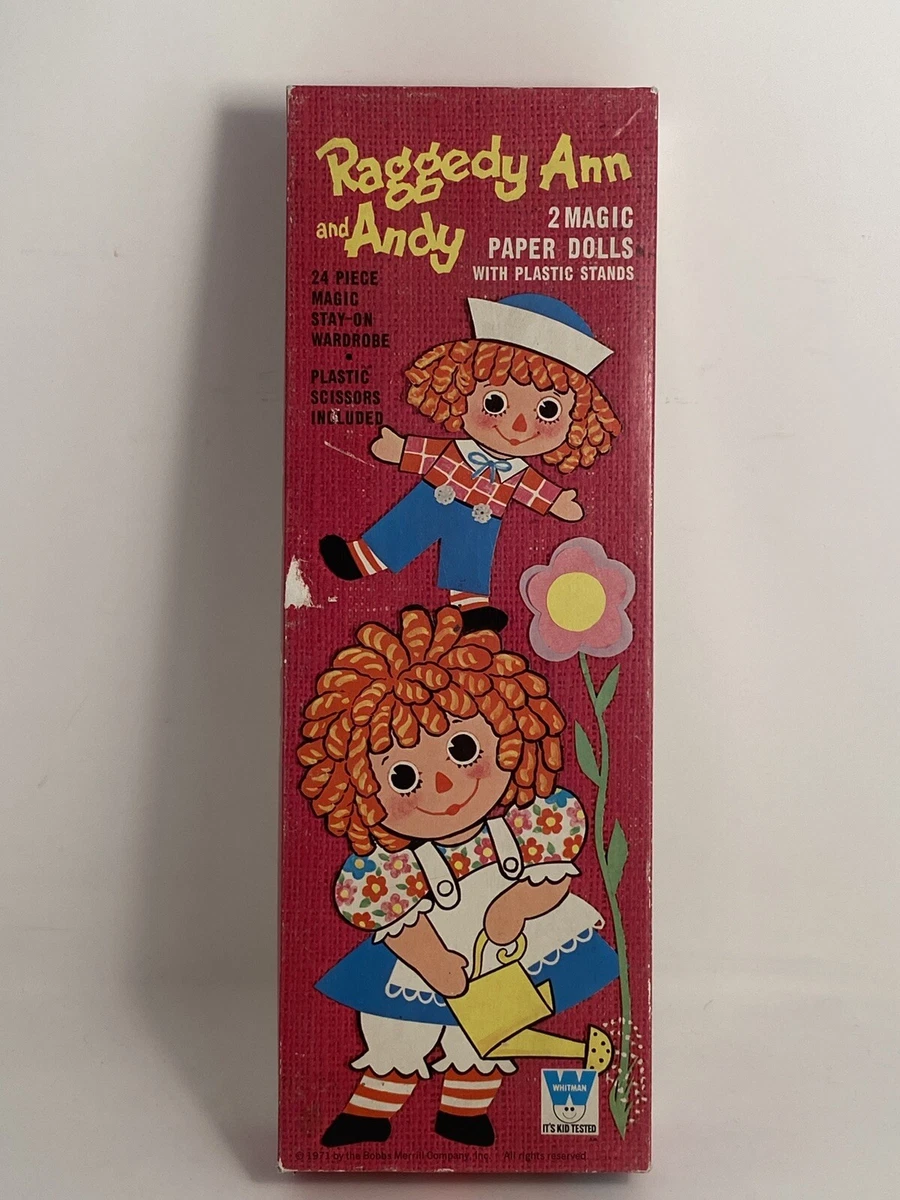 Raggedy Ann
and Andy
2 MAGIC
PAPER DOLLS
WITH PLASTIC STANDS
24 PIECE
MAGIC
STAY-ON
WARDROBE
•
PLASTIC
SCISSORS
INCLUDED
WHITMAN
W
IT'S KID TESTED
© 1971 by the Bobbs Merrill Company, Inc. All rights reserved